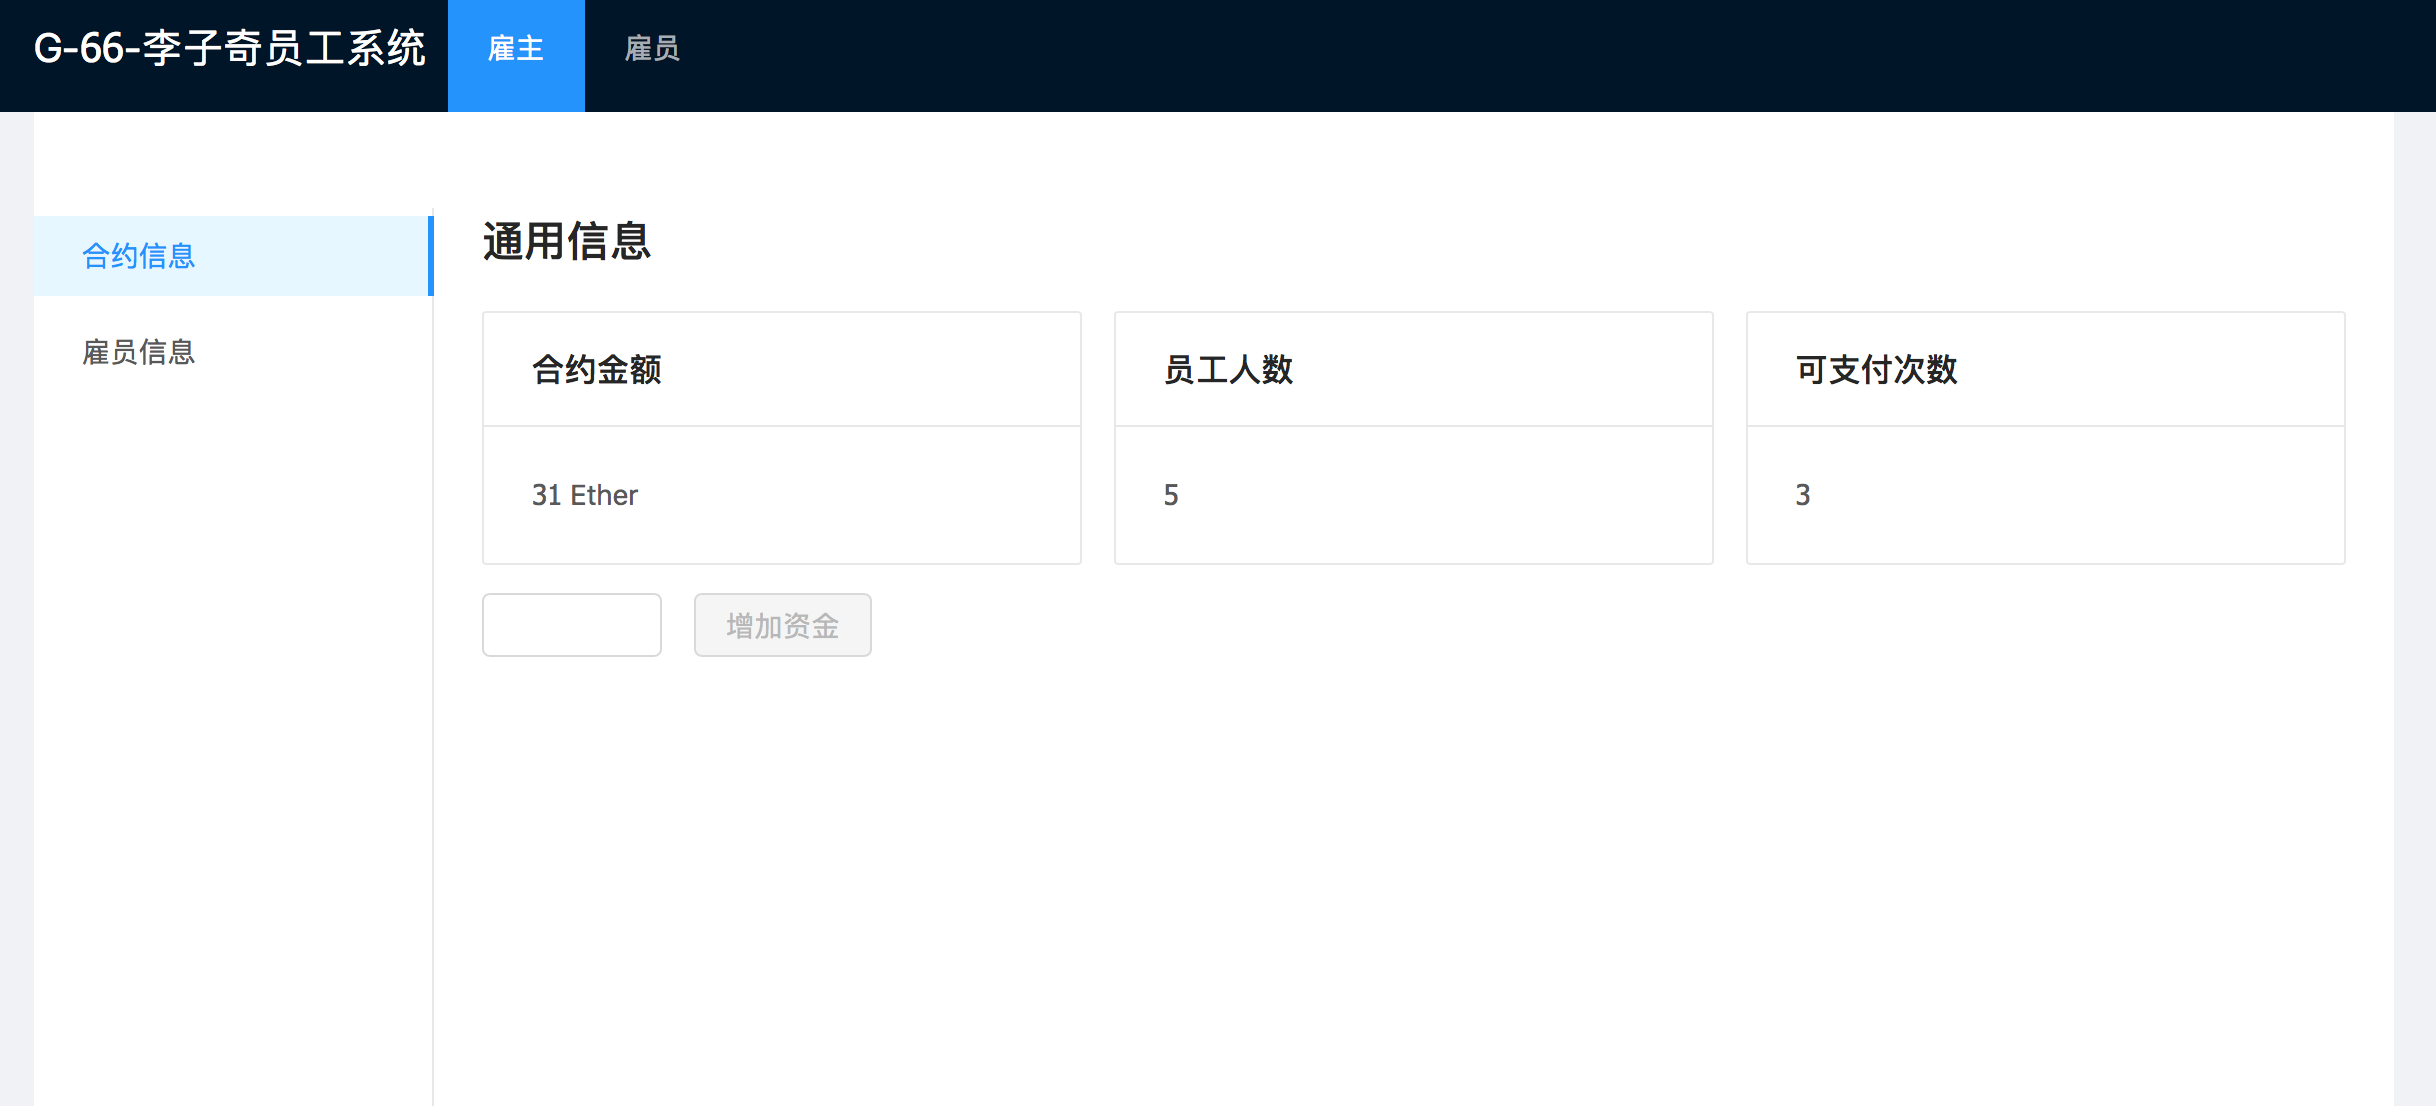 G-66-李子奇员工系统 雇主 雇员
合约信息
雇员信息
通用信息
合约金额 员工人数 可支付次数
31 Ether 5 3
增加资金